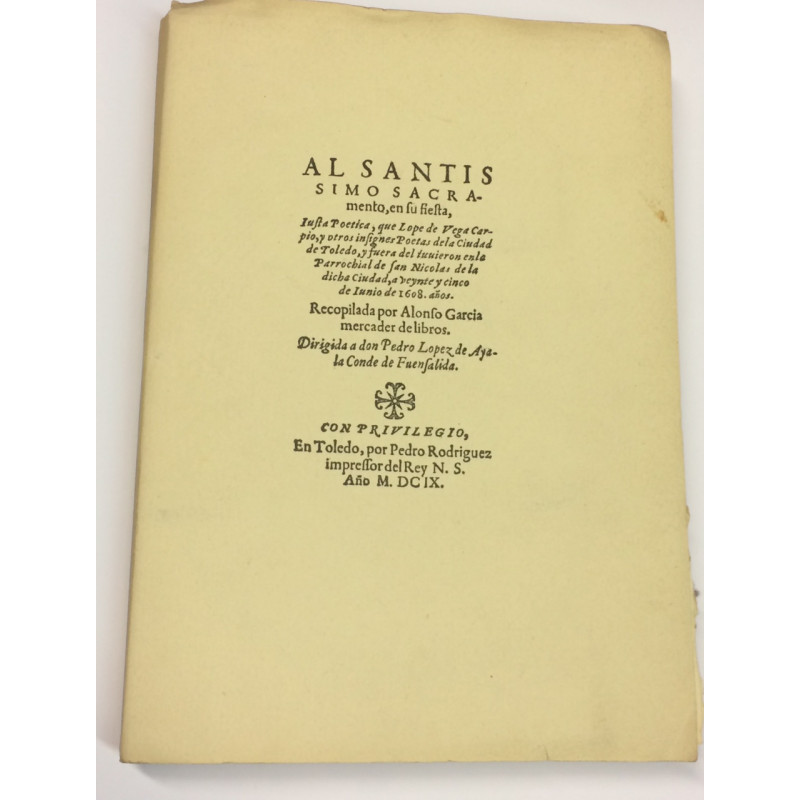 AL SANTIS
SIMO SACRA-
mento, en ſu fieſta,
Iuſta Poetica, que Lope de Vega Car-
pio, y otros inſignes Poetas de la Ciudad
de Toledo, y fuera del tuuieron en la
Parrochial de ſan Nicolas de la
dicha Ciudad, a veynte y cinco
de Iunio de 1608. años.
Recopilada por Alonſo Garcia
mercader de libros.
Dirigida a don Pedro Lopez de Aya-
la Conde de Fuenſalida.
CON PRIVILEGIO,
En Toledo, por Pedro Rodriguez
impreſſor del Rey N. S.
Año M. DCIX.